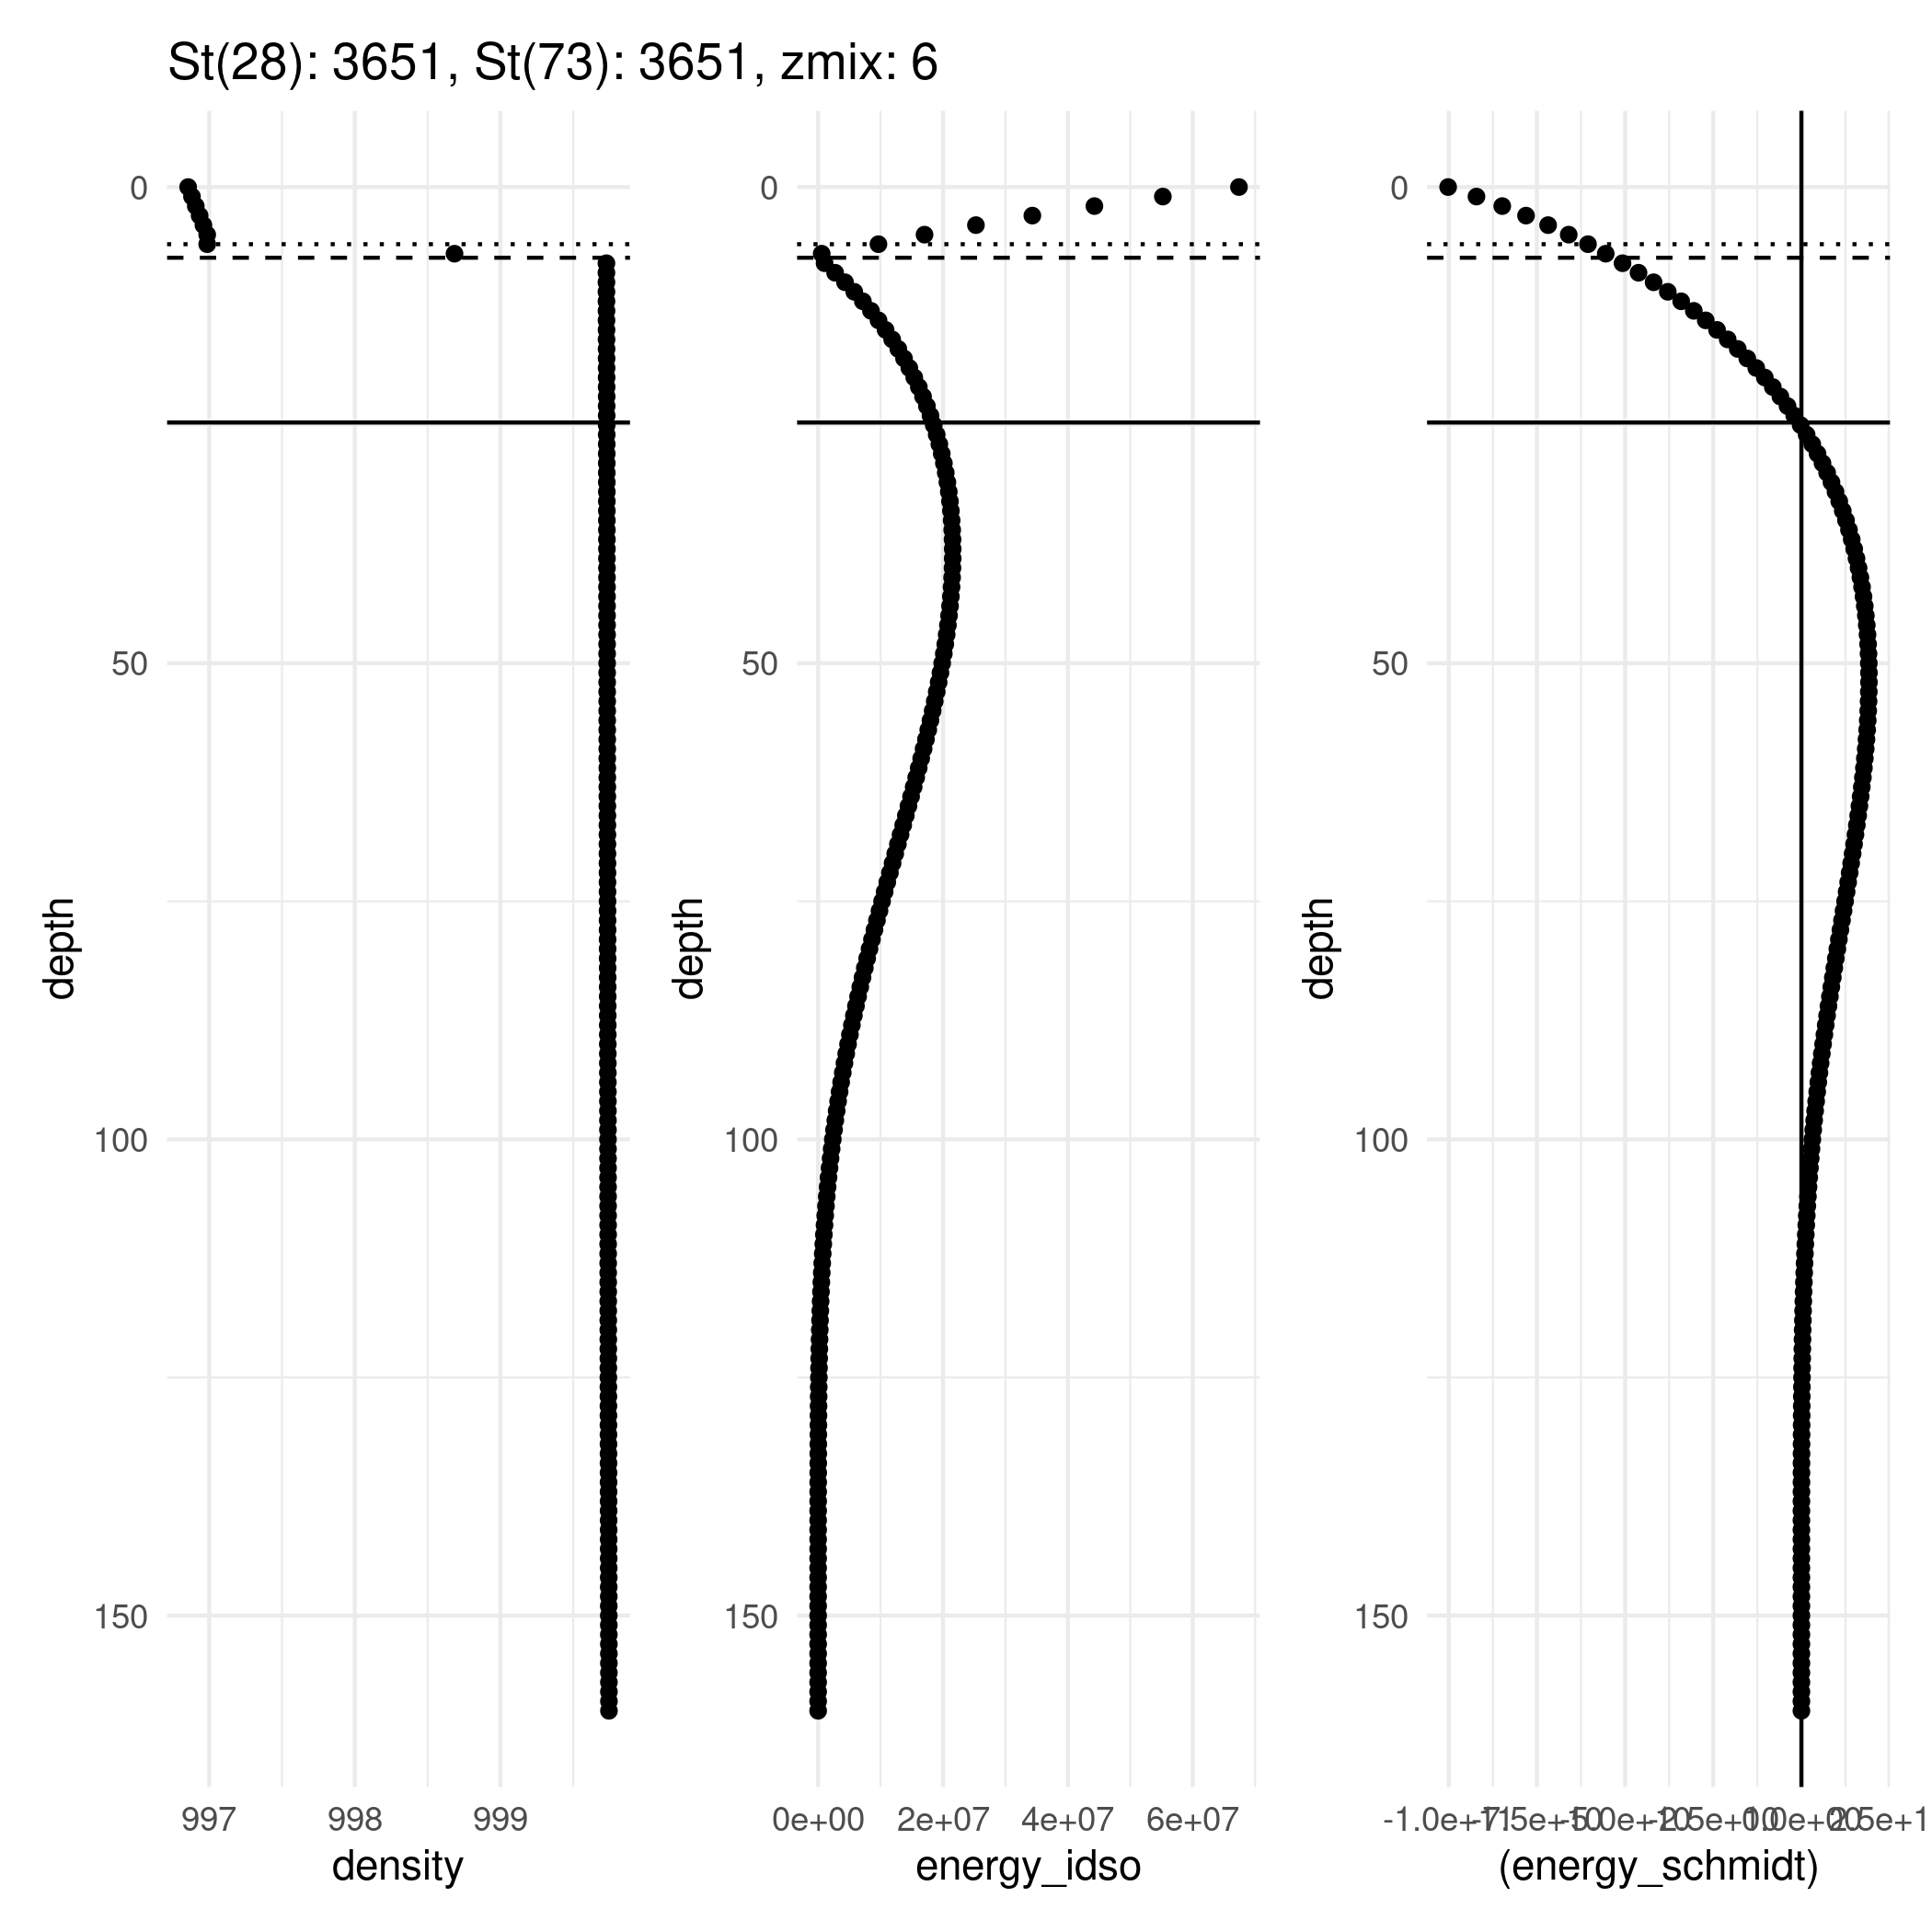 St(28): 3651, St(73): 3651, zmix: 6
0
50
100
150
depth
997 998 999
density
0
50
100
150
depth
0e+00 2e+07 4e+07 6e+07
energy_idso
0
50
100
150
depth
(energy_schmidt)